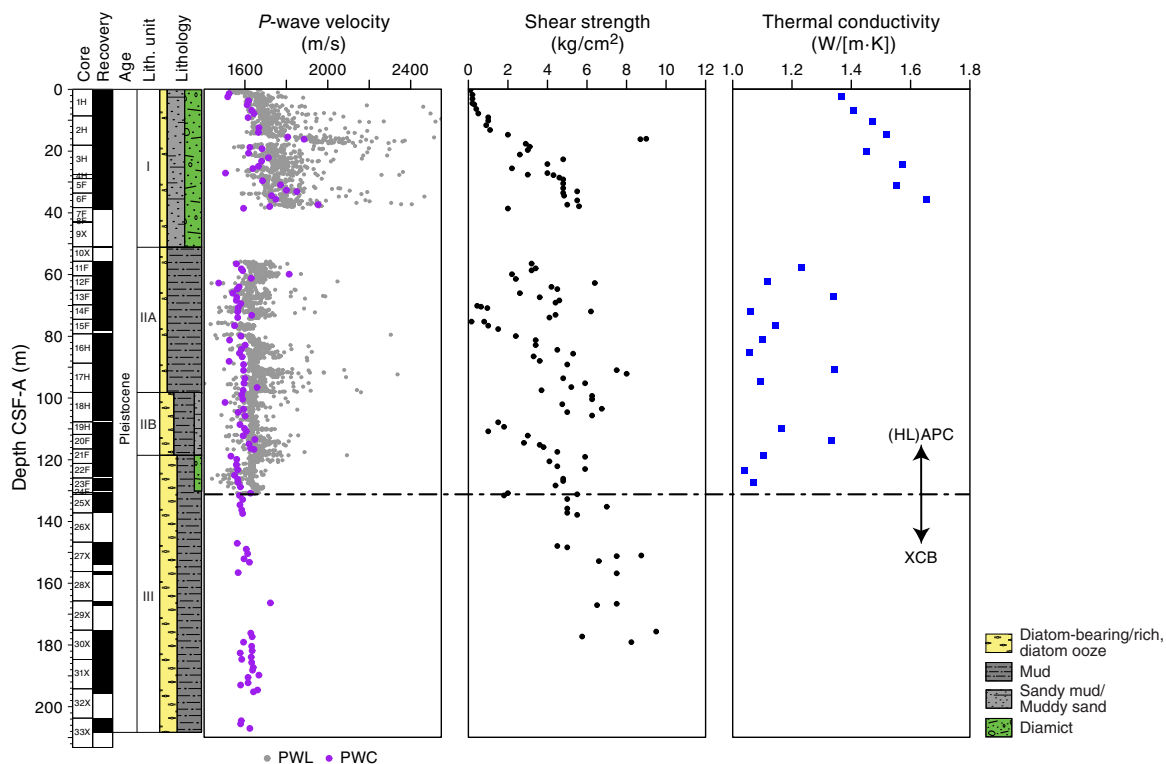 P-wave velocity
(m/s)
Shear strength
(kg/cm2)
Thermal conductivity
(W/[m·K])
Core
Recovery
Age
Lith. unit
Lithology
1600 2000 2400
0 2 4 6 8 10 12
1.0 1.2 1.4 1.6 1.8
Depth CSF-A (m)
0
20
40
60
80
100
120
140
160
180
200
1H
2H
3H
4H
5F
6F
7F
8F
9X
10X
11F
12F
13F
14F
15F
16H
17H
18H
19H
20F
21F
22F
23F
24F
25X
26X
27X
28X
29X
30X
31X
32X
33X
Pleistocene
I
IIA
IIB
III
(HL)APC
XCB
Diatom-bearing/rich,
diatom ooze
Mud
Sandy mud/
Muddy sand
Diamict
PWL PWC